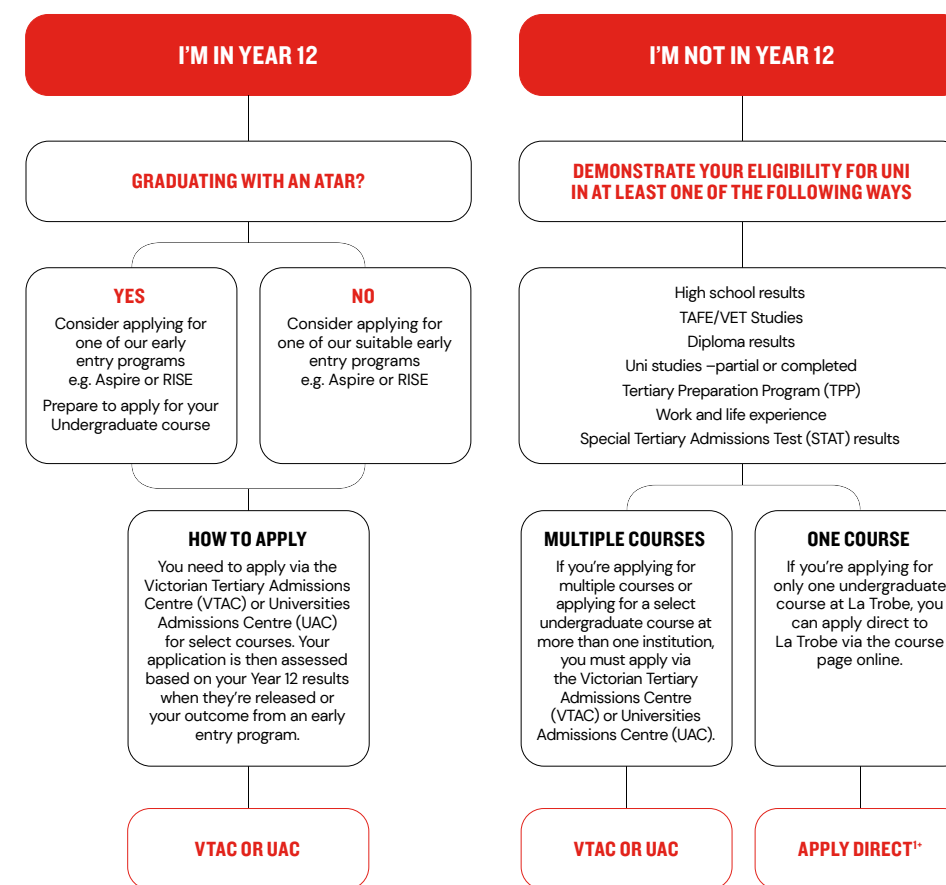 I'M IN YEAR 12
GRADUATING WITH AN ATAR?
YES
Consider applying for
one of our early
entry programs
e.g. Aspire or RISE
Prepare to apply for your
Undergraduate course
NO
Consider applying for
one of our suitable early
entry programs
e.g. Aspire or RISE
HOW TO APPLY
You need to apply via the
Victorian Tertiary Admissions
Centre (VTAC) or Universities
Admissions Centre (UAC)
for select courses. Your
application is then assessed
based on your Year 12 results
when they're released or
your outcome from an early
entry program.
VTAC OR UAC
I'M NOT IN YEAR 12
DEMONSTRATE YOUR ELIGIBILITY FOR UNI
IN AT LEAST ONE OF THE FOLLOWING WAYS
High school results
TAFE/VET Studies
Diploma results
Uni studies –partial or completed
Tertiary Preparation Program (TPP)
Work and life experience
Special Tertiary Admissions Test (STAT) results
MULTIPLE COURSES
If you're applying for
multiple courses or
applying for a select
undergraduate course at
more than one institution,
you must apply via
the Victorian Tertiary
Admissions Centre
(VTAC) or Universities
Admissions Centre (UAC).
VTAC OR UAC
ONE COURSE
If you're applying for
only one undergraduate
course at La Trobe, you
can apply direct to
La Trobe via the course
page online.
APPLY DIRECT¹⁺